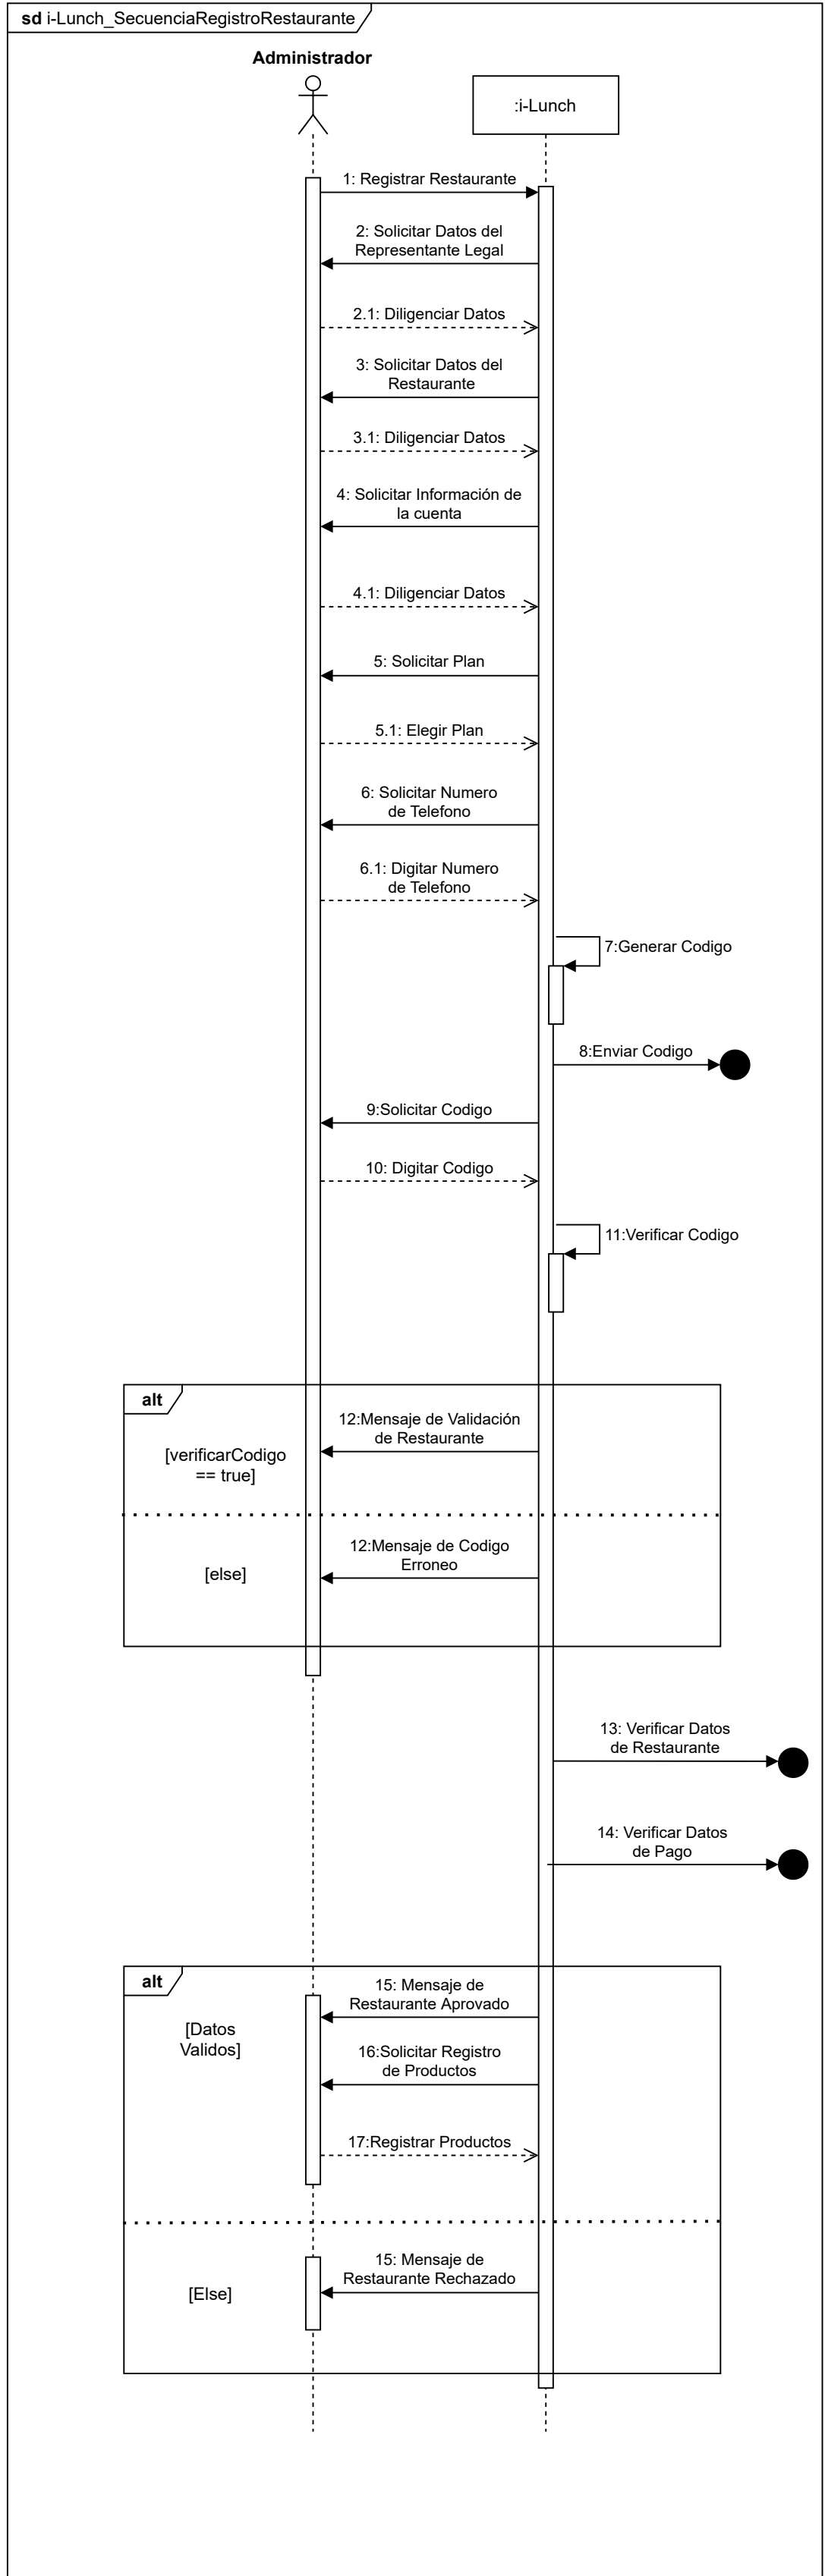 sd i-Lunch_SecuenciaRegistroRestaurante
Administrador
:i-Lunch
1: Registrar Restaurante
2: Solicitar Datos del
Representante Legal
2.1: Diligenciar Datos
3: Solicitar Datos del
Restaurante
3.1: Diligenciar Datos
4: Solicitar Información de
la cuenta
4.1: Diligenciar Datos
5: Solicitar Plan
5.1: Elegir Plan
6: Solicitar Numero
de Telefono
6.1: Digitar Numero
de Telefono
7:Generar Codigo
8:Enviar Codigo
9:Solicitar Codigo
10: Digitar Codigo
11:Verificar Codigo
alt
12:Mensaje de Validación
de Restaurante
[verificarCodigo
== true]
12:Mensaje de Codigo
Erroneo
[else]
13: Verificar Datos
de Restaurante
14: Verificar Datos
de Pago
alt
15: Mensaje de
Restaurante Aprovado
[Datos
Validos]
16:Solicitar Registro
de Productos
17:Registrar Productos
15: Mensaje de
Restaurante Rechazado
[Else]